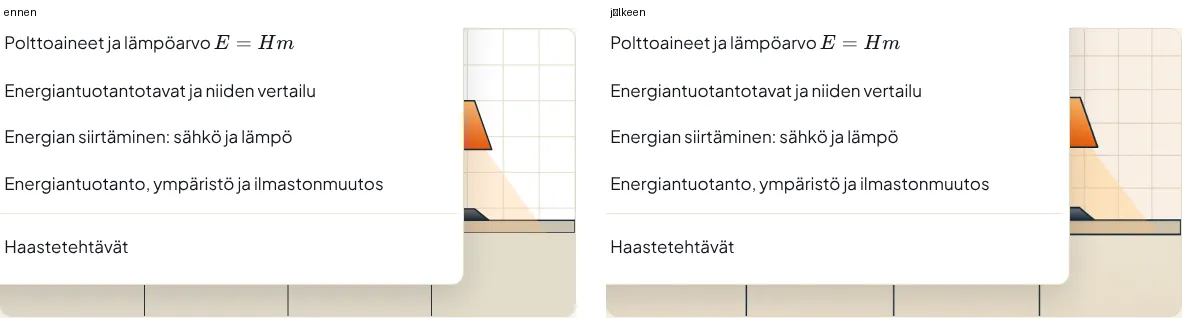 ennen
Polttoaineet ja lämpöarvo E = Hm
Energiantuotantotavat ja niiden vertailu
Energian siirtäminen: sähkö ja lämpö
Energiantuotanto, ympäristö ja ilmastonmuutos
Haastetehtävät
j▯lkeen
Polttoaineet ja lämpöarvo E = Hm
Energiantuotantotavat ja niiden vertailu
Energian siirtäminen: sähkö ja lämpö
Energiantuotanto, ympäristö ja ilmastonmuutos
Haastetehtävät